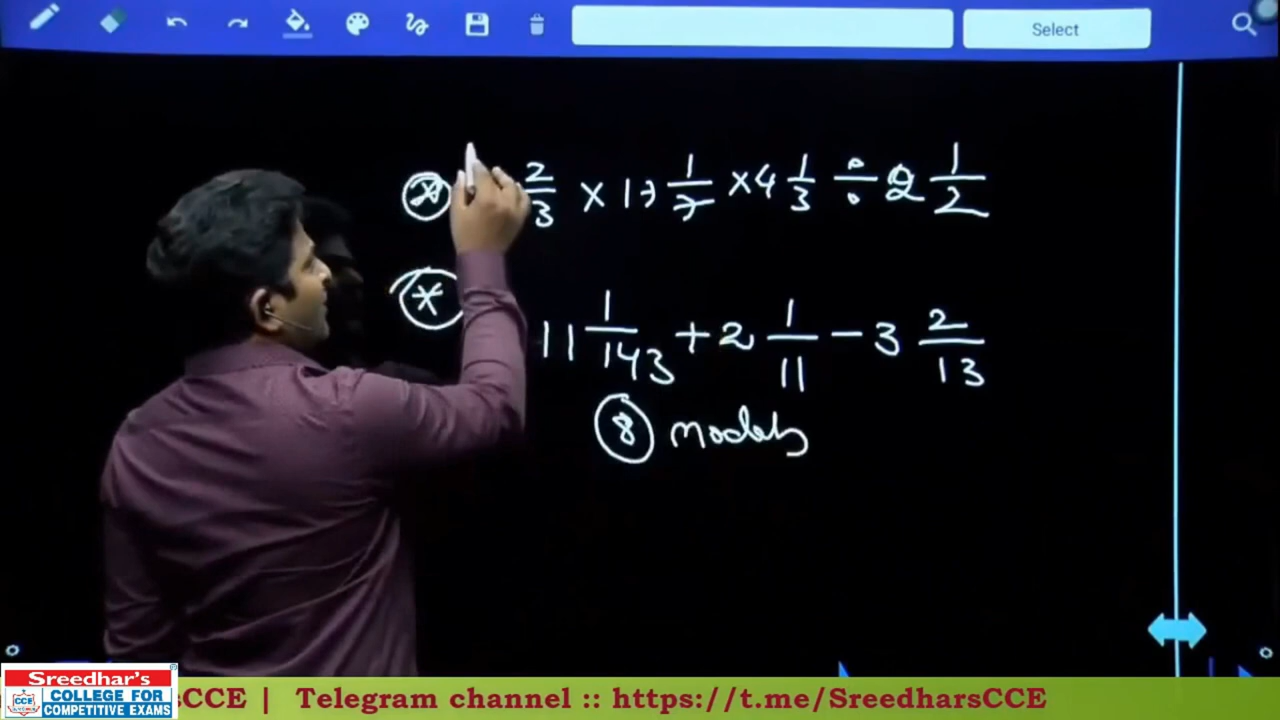 Select
2/3 × 17 1/7 × 4 1/3 ÷ 2 1/2
11 1/143 + 2 1/11 − 3 2/13
8 models
Sreedhar's
CCE
COLLEGE FOR
COMPETITIVE EXAMS
sCCE | Telegram channel :: https://t.me/SreedharsCCE